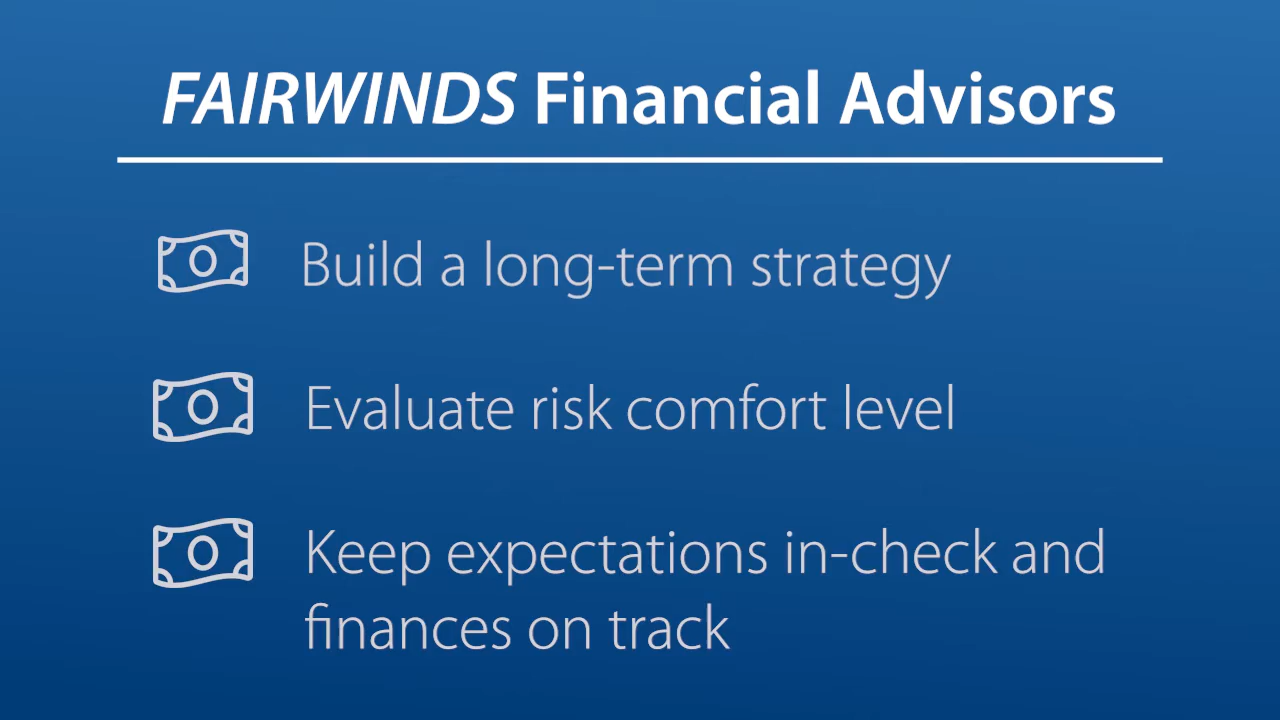 FAIRWINDS Financial Advisors
Build a long-term strategy
Evaluate risk comfort level
Keep expectations in-check and
finances on track